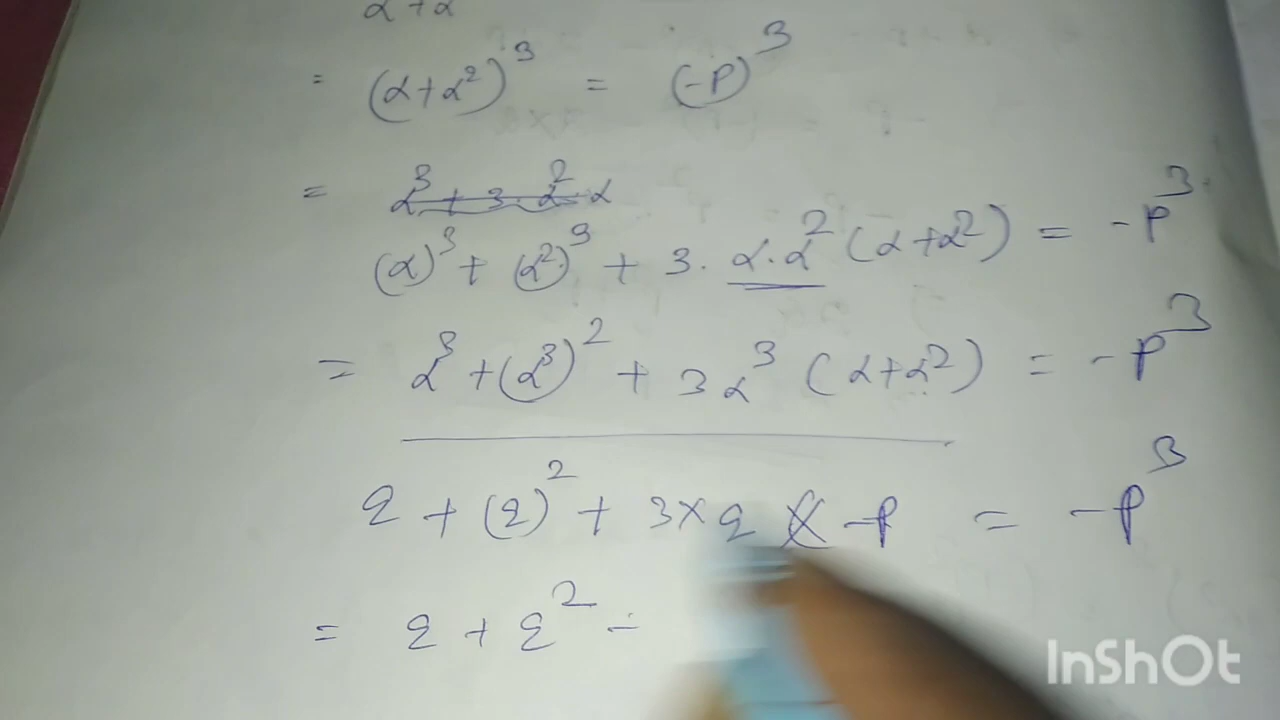 α + α
= (α+α²)³ = (-P)³
= α³ + 3·α²·α
(α)³ + (α²)³ + 3. α.α² (α+α²) = -P³
= α³ + (α³)² + 3α³ (α+α²) = -P³
q + (q)² + 3×q × -P = -P³
= q + q² -
InShOt